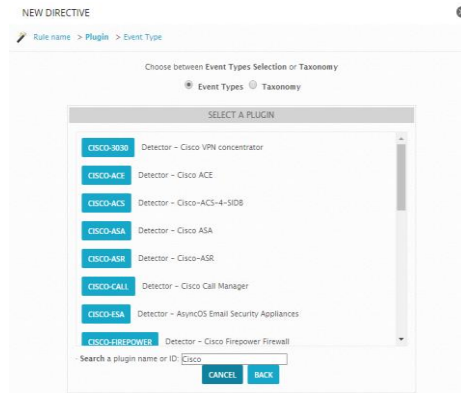 NEW DIRECTIVE
Rule name > Plugin > Event Type
Choose between Event Types Selection or Taxonomy
Event Types Taxonomy
SELECT A PLUGIN
CISCO-3030 Detector – Cisco VPN concentrator
CISCO-ACE Detector – Cisco ACE
CISCO-ACS Detector – Cisco-ACS-4-SIDB
CISCO-ASA Detector – Cisco ASA
CISCO-ASR Detector – Cisco-ASR
CISCO-CALL Detector – Cisco Call Manager
CISCO-ESA Detector – AsyncOS Email Security Appliances
CISCO-FIREPOWER Detector – Cisco Firepower Firewall
Search a plugin name or ID: Cisco
CANCEL BACK